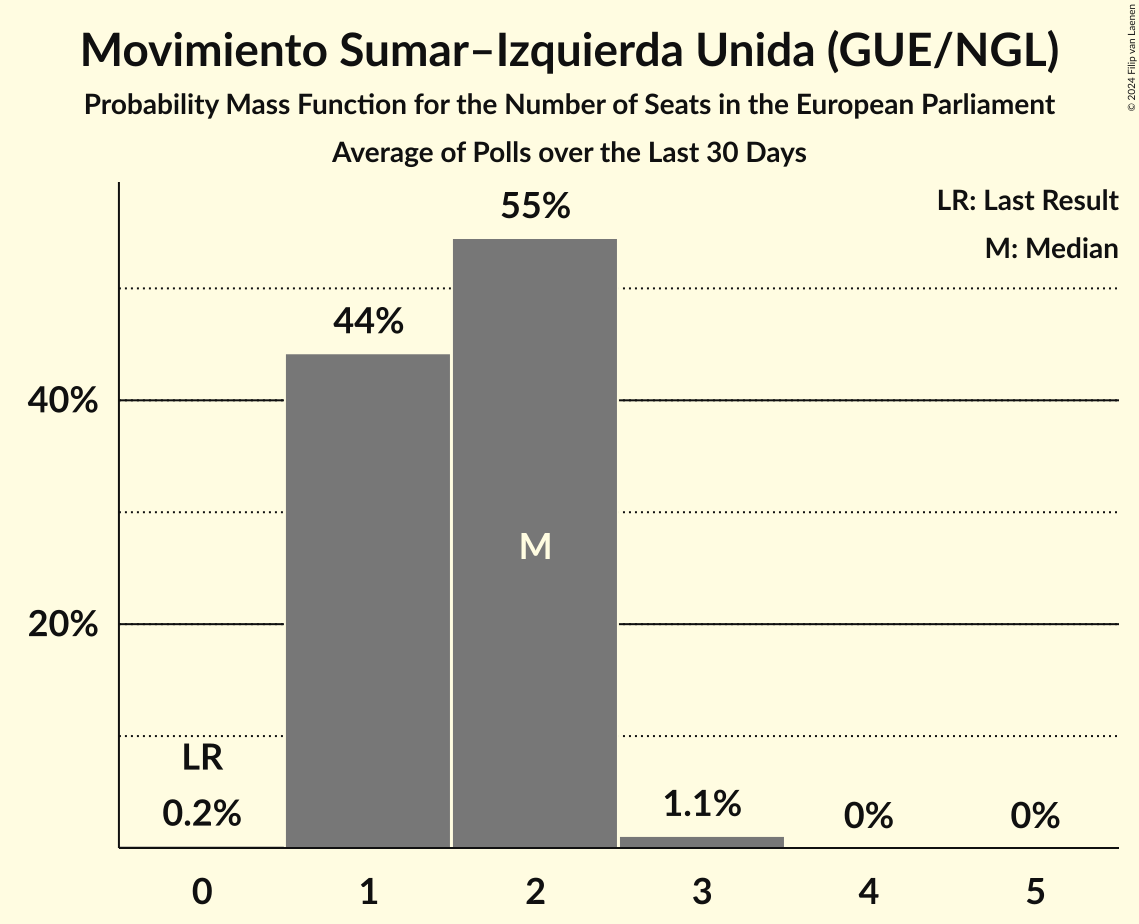 Movimiento Sumar–Izquierda Unida (GUE/NGL)
Probability Mass Function for the Number of Seats in the European Parliament
Average of Polls over the Last 30 Days
© 2024 Filip van Laenen
LR: Last Result
M: Median
55%
44%
40%
M
20%
LR
0.2%
1.1%
0%
0%
0
1
2
3
4
5